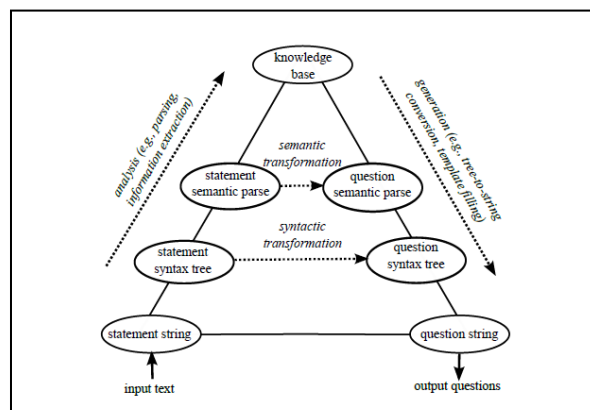 knowledge
base
analysis (e.g., parsing,
information extraction)
generation (e.g., tree-to-string
conversion, template filling)
semantic
transformation
statement
semantic parse
question
semantic parse
syntactic
transformation
statement
syntax tree
question
syntax tree
statement string
question string
input text
output questions